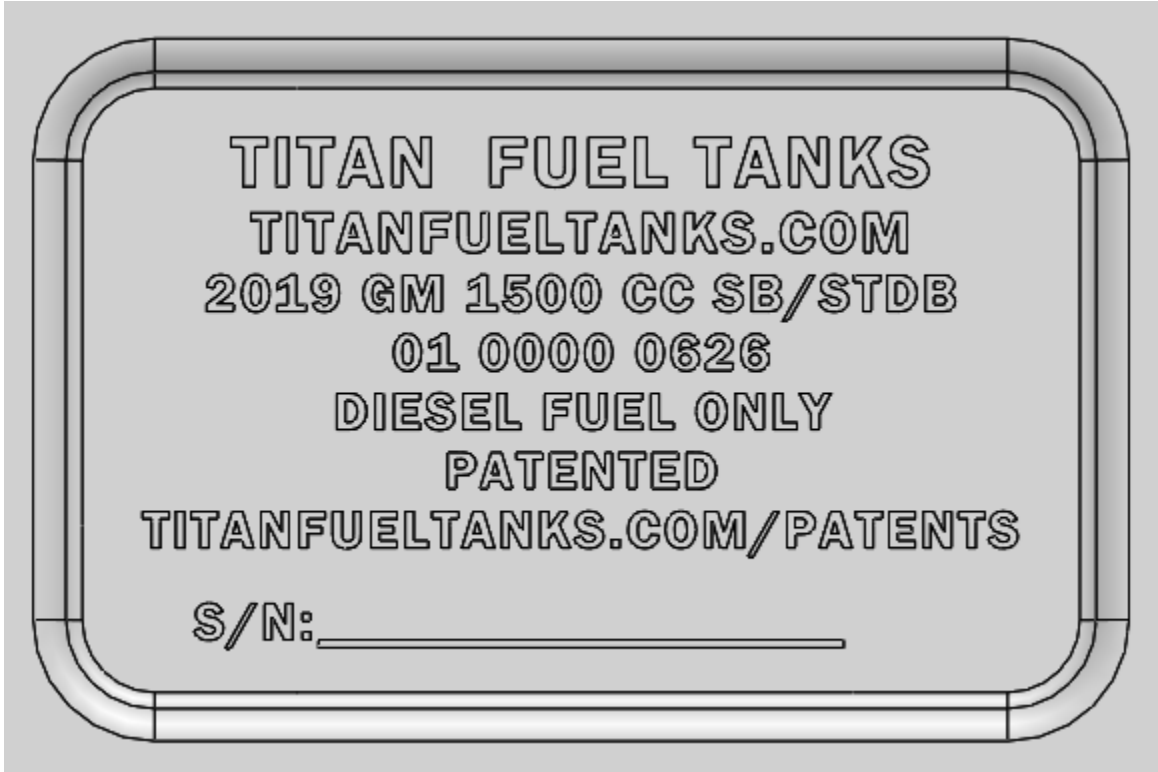 TITAN FUEL TANKS
TITANFUELTANKS.COM
2019 GM 1500 CC SB/STDB
01 0000 0626
DIESEL FUEL ONLY
PATENTED
TITANFUELTANKS.COM/PATENTS
S/N: